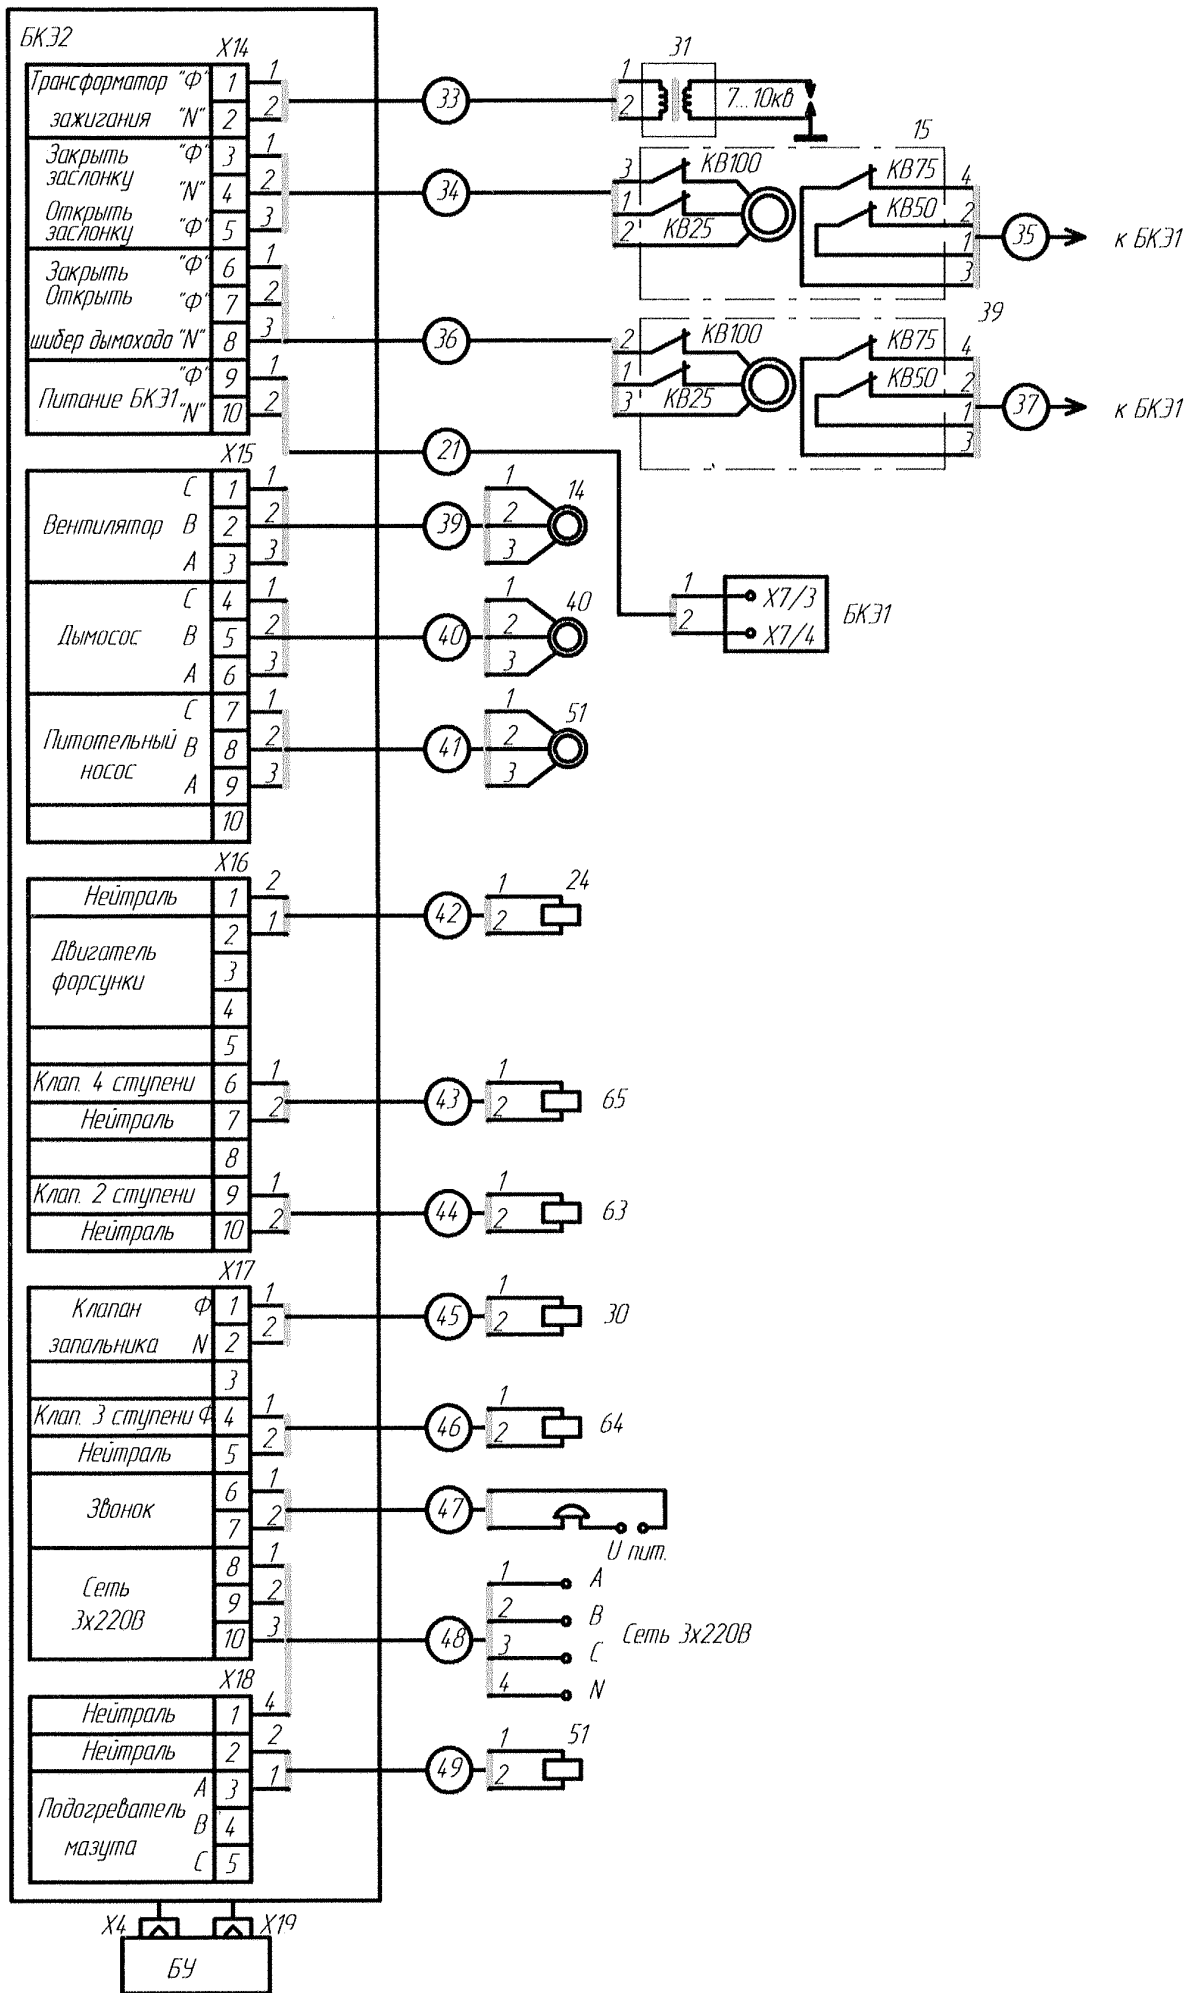 БКЭ2
X14
Трансформатор "Ф" 1 1
зажигания "N" 2 2
33
1
2
31
7...10кв
Закрыть "Ф" 3 1
заслонку "N" 4 2
Открыть
заслонку "Ф" 5 3
34
3 КВ100
1
2 КВ25
15
КВ75 4
КВ50 2
1
3
35
к БКЭ1
Закрыть "Ф" 6 1
Открыть "Ф" 7 2
шибер дымохода "N" 8 3
36
2 КВ100
1
3 КВ25
39
КВ75 4
КВ50 2
1
3
37
к БКЭ1
Питание БКЭ1 "Ф" 9 1
"N" 10 2
21
1 X7/3
2 X7/4
БКЭ1
X15
Вентилятор
C 1 1
B 2 2
A 3 3
39
1
2
3
14
Дымосос
C 4 1
B 5 2
A 6 3
40
1
2
3
40
Питательный
насос
C 7 1
B 8 2
A 9 3
10
41
1
2
3
51
X16
Нейтраль 1 2
Двигатель
форсунки
2 1
3
4
5
42
1
2
24
Клап. 4 ступени 6 1
Нейтраль 7 2
8
43
1
2
65
Клап. 2 ступени 9 1
Нейтраль 10 2
44
1
2
63
X17
Клапан Ф 1 1
запальника N 2 2
3
45
1
2
30
Клап. 3 ступени Ф 4 1
Нейтраль 5 2
46
1
2
64
Звонок
6 1
7 2
47
U пит.
Сеть
3х220В
8 1
9 2
10 3
48
1 A
2 B
3 C
4 N
Сеть 3х220В
X18
Нейтраль 1 4
Нейтраль 2 2
Подогреватель
мазута
A 3 1
B 4
C 5
49
1
2
51
X4
X19
БУ